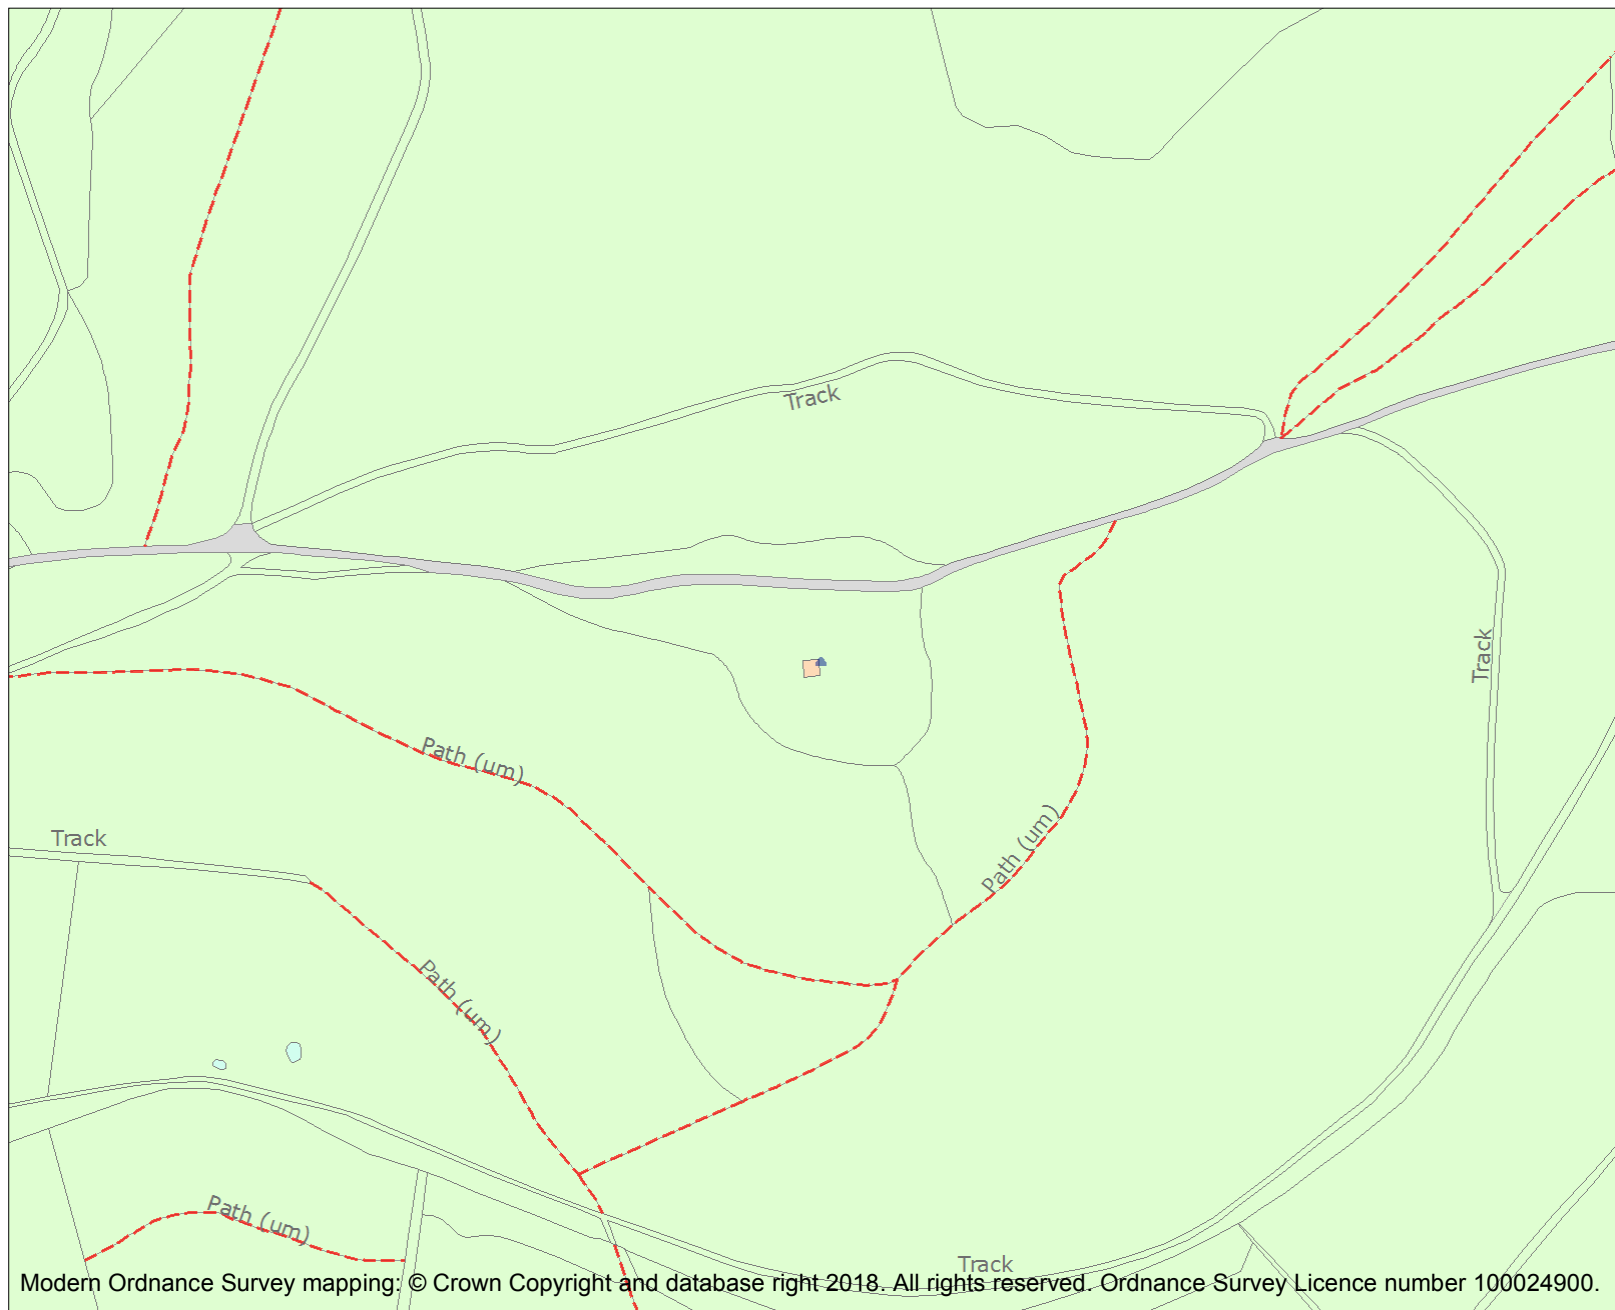 Track
Track
Path (um)
Path (um)
Track
Path (um)
Path (um)
Track
Modern Ordnance Survey mapping: © Crown Copyright and database right 2018. All rights reserved. Ordnance Survey Licence number 100024900.